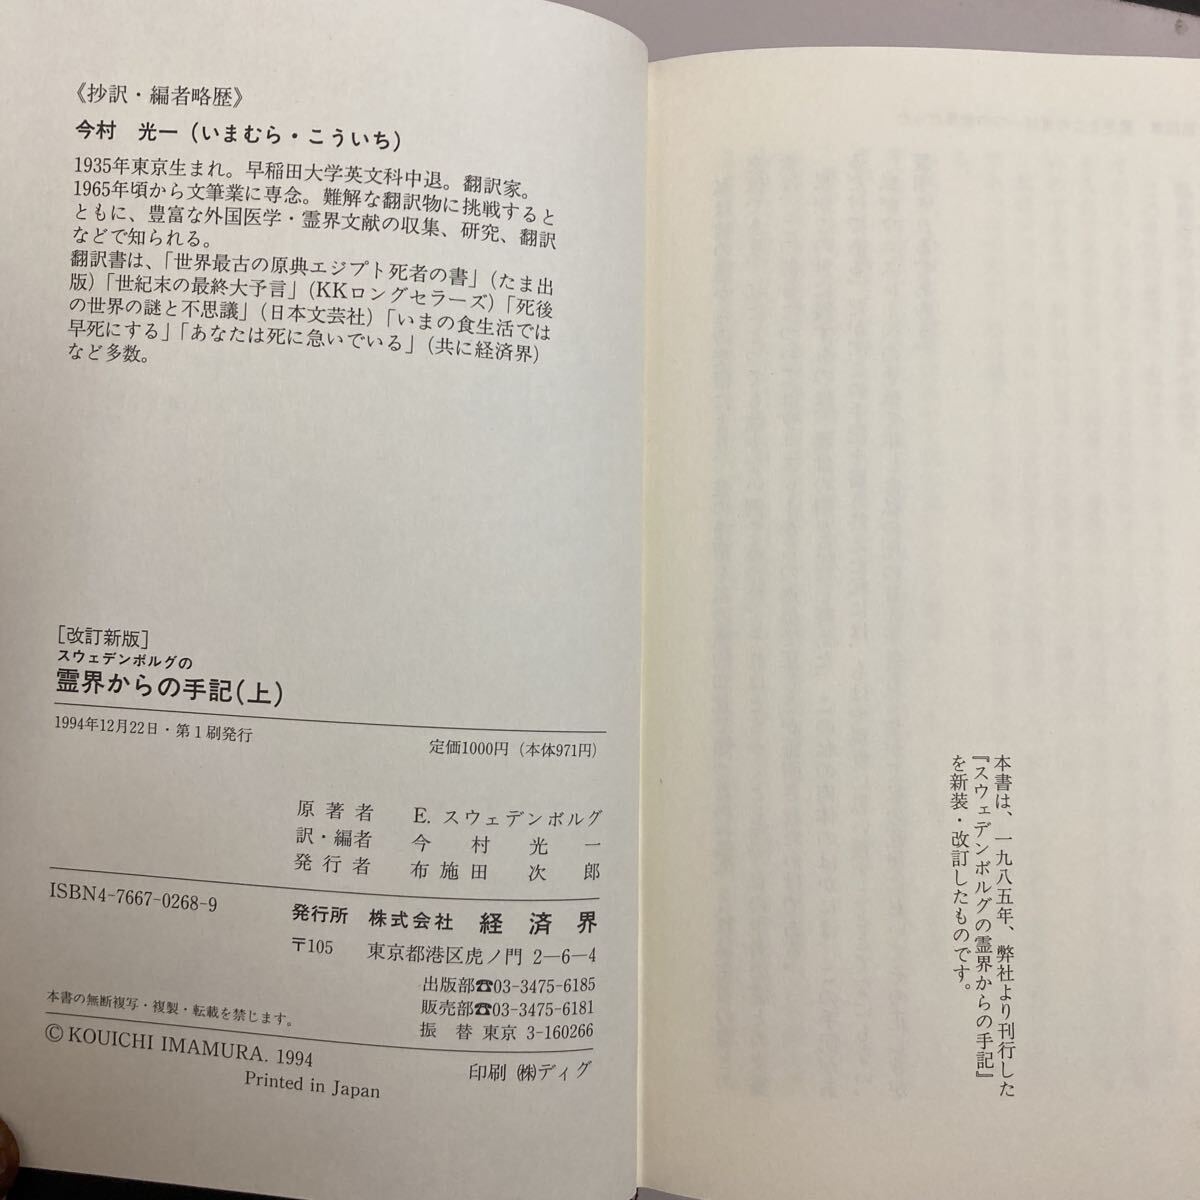 《抄訳・編者略歴》
今村　光一（いまむら・こういち）
1935年東京生まれ。早稲田大学英文科中退。翻訳家。
1965年頃から文筆業に専念。難解な翻訳物に挑戦すると
ともに、豊富な外国医学・霊界文献の収集、研究、翻訳
などで知られる。
翻訳書は、「世界最古の原典エジプト死者の書」（たま出
版）「世紀末の最終大予言」（KKロングセラーズ）「死後
の世界の謎と不思議」（日本文芸社）「いまの食生活では
早死にする」「あなたは死に急いでいる」（共に経済界）
など多数。
［改訂新版］
スウェデンボルグの
霊界からの手記（上）
1994年12月22日・第1刷発行
定価1000円（本体971円）
原著者　E. スウェデンボルグ
訳・編者　今村光一
発行者　布施田次郎
ISBN4-7667-0268-9
発行所　株式会社　経済界
〒105　東京都港区虎ノ門 2－6－4
出版部☎03-3475-6185
販売部☎03-3475-6181
振替 東京 3-160266
本書の無断複写・複製・転載を禁じます。
© KOUICHI IMAMURA. 1994
Printed in Japan
印刷 ㈱ディグ
本書は、一九八五年、弊社より刊行した
『スウェデンボルグの霊界からの手記』
を新装・改訂したものです。